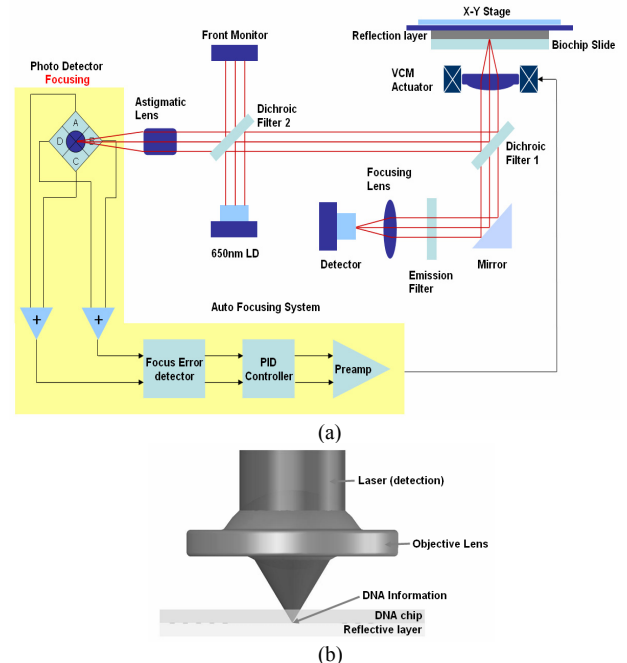 X-Y Stage
Front Monitor
Reflection layer
Biochip Slide
Photo Detector
Focusing
VCM
Actuator
Astigmatic
Lens
Dichroic
Filter 2
A
D
B
C
Dichroic
Filter 1
Focusing
Lens
650nm LD
Detector
Emission
Filter
Mirror
Auto Focusing System
+
+
Focus Error
detector
PID
Controller
Preamp
(a)
Laser (detection)
Objective Lens
DNA Information
DNA chip
Reflective layer
(b)